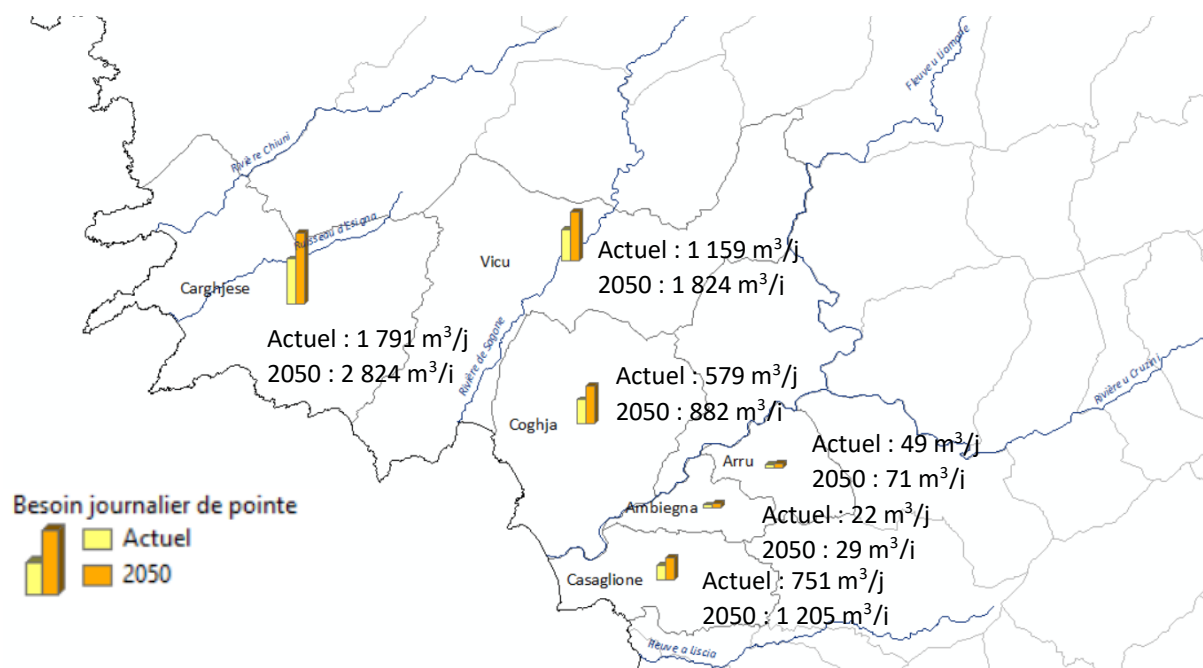 Fleuve u Liamone
Rivière Chiuni
Ruisseau d'Esigna
Vicu
Actuel : 1 159 m³/j
2050 : 1 824 m³/j
Carghjese
Actuel : 1 791 m³/j
2050 : 2 824 m³/j
Rivière de Sagone
Rivière u Cruzini
Actuel : 579 m³/j
2050 : 882 m³/j
Coghja
Arru
Actuel : 49 m³/j
2050 : 71 m³/j
Ambiegna
Actuel : 22 m³/j
2050 : 29 m³/j
Besoin journalier de pointe
Actuel
2050
Casaglione
Actuel : 751 m³/j
2050 : 1 205 m³/j
Fleuve a Liscia